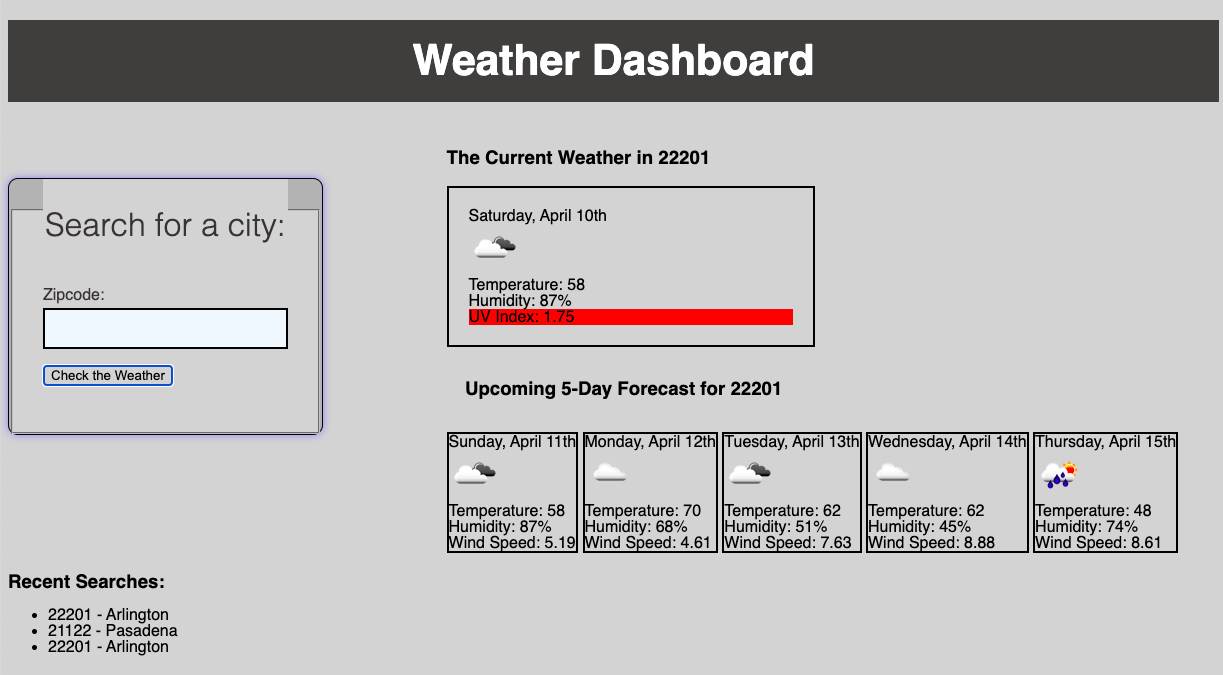 Weather Dashboard
Search for a city:
Zipcode:
Check the Weather
The Current Weather in 22201
Saturday, April 10th
Temperature: 58
Humidity: 87%
UV Index: 1.75
Upcoming 5-Day Forecast for 22201
Sunday, April 11th
Temperature: 58
Humidity: 87%
Wind Speed: 5.19
Monday, April 12th
Temperature: 70
Humidity: 68%
Wind Speed: 4.61
Tuesday, April 13th
Temperature: 62
Humidity: 51%
Wind Speed: 7.63
Wednesday, April 14th
Temperature: 62
Humidity: 45%
Wind Speed: 8.88
Thursday, April 15th
Temperature: 48
Humidity: 74%
Wind Speed: 8.61
Recent Searches:
• 22201 - Arlington
• 21122 - Pasadena
• 22201 - Arlington